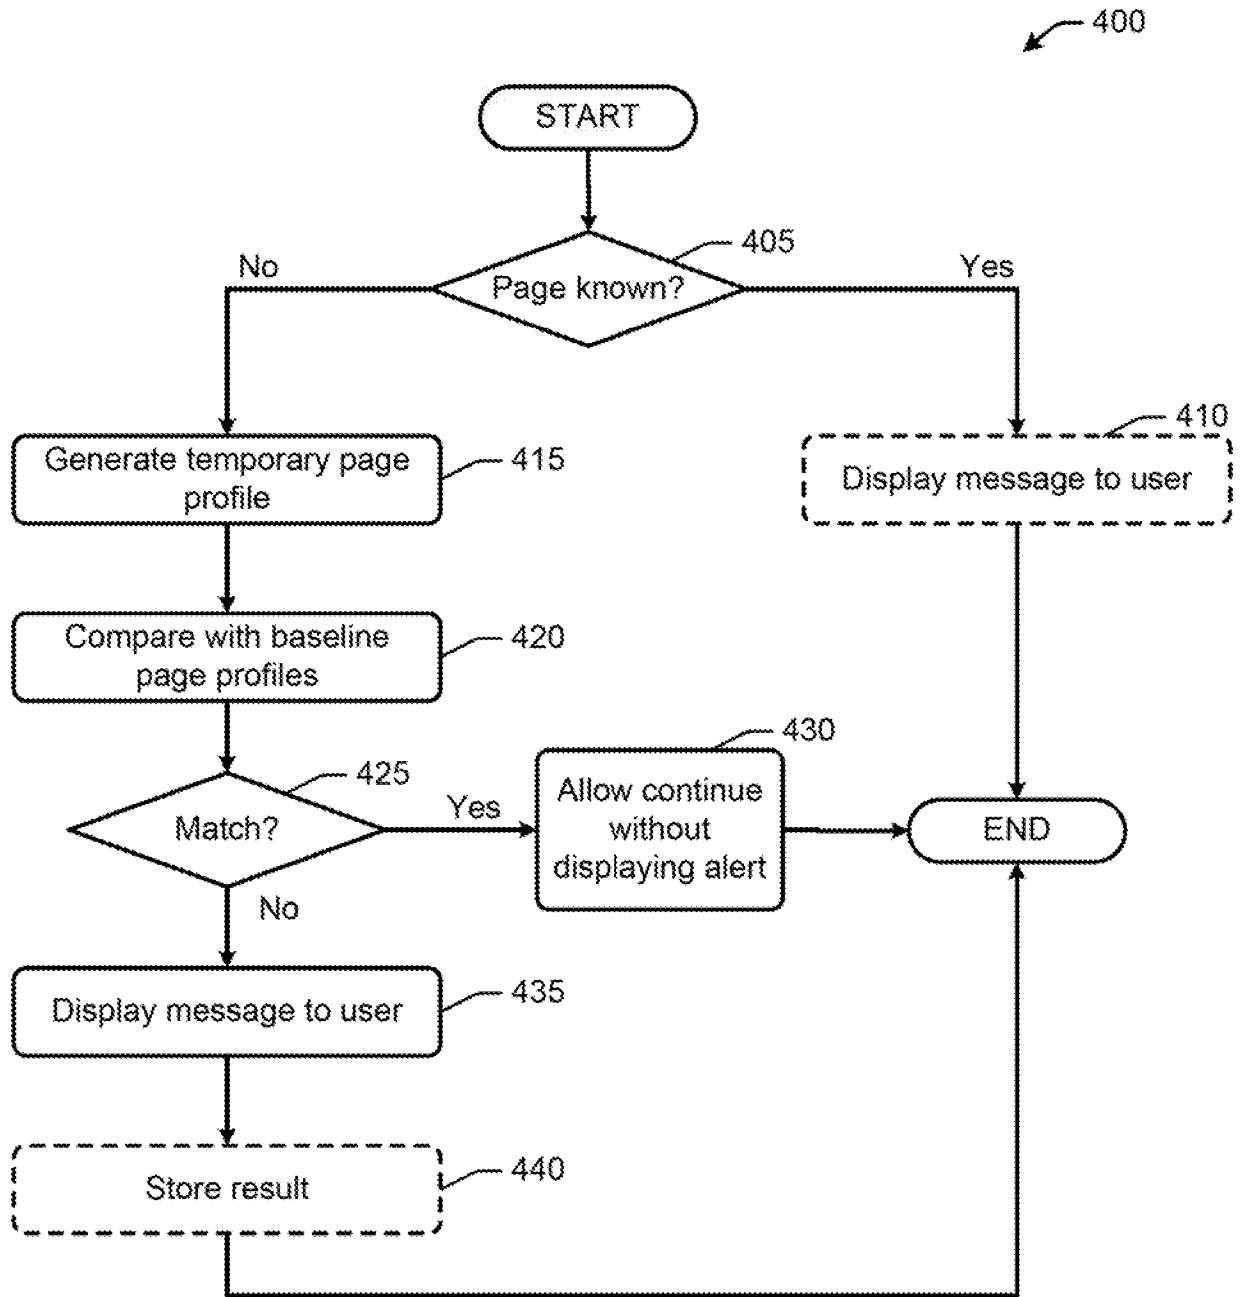 400
START
405
No
Yes
Page known?
410
Generate temporary page
profile
415
Display message to user
Compare with baseline
page profiles
420
430
425
Match?
Yes
Allow continue
without
displaying alert
END
No
Display message to user
435
Store result
440